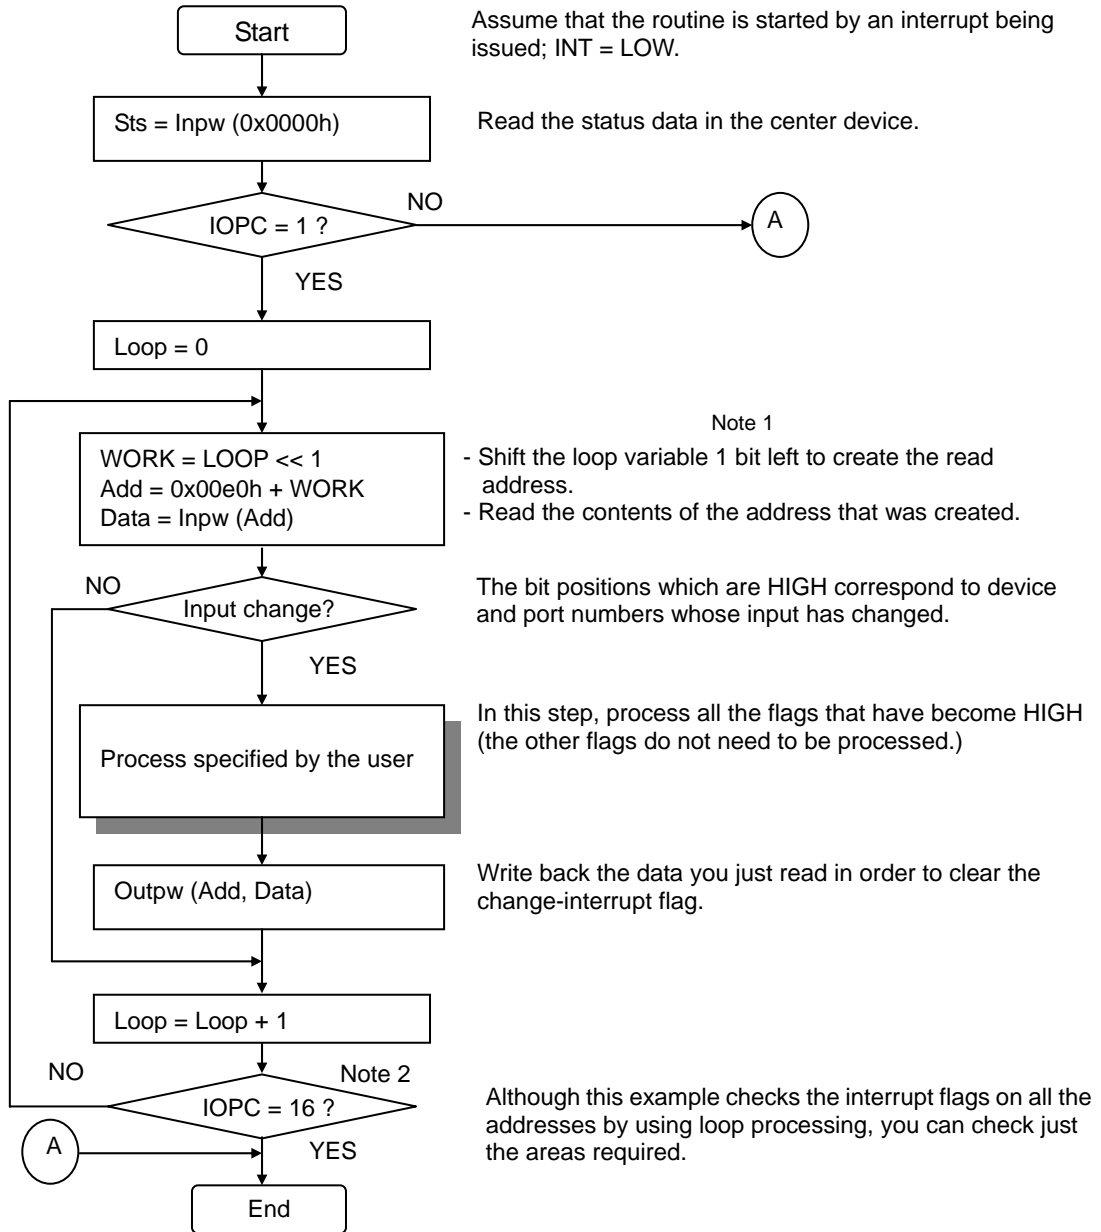 Start
Assume that the routine is started by an interrupt being
issued; INT = LOW.
Sts = Inpw (0x0000h)
Read the status data in the center device.
IOPC = 1 ?
NO
A
YES
Loop = 0
Note 1
WORK = LOOP << 1
Add = 0x00e0h + WORK
Data = Inpw (Add)
- Shift the loop variable 1 bit left to create the read
address.
- Read the contents of the address that was created.
NO
Input change?
The bit positions which are HIGH correspond to device
and port numbers whose input has changed.
YES
Process specified by the user
In this step, process all the flags that have become HIGH
(the other flags do not need to be processed.)
Outpw (Add, Data)
Write back the data you just read in order to clear the
change-interrupt flag.
Loop = Loop + 1
NO
Note 2
IOPC = 16 ?
Although this example checks the interrupt flags on all the
addresses by using loop processing, you can check just
the areas required.
A
YES
End